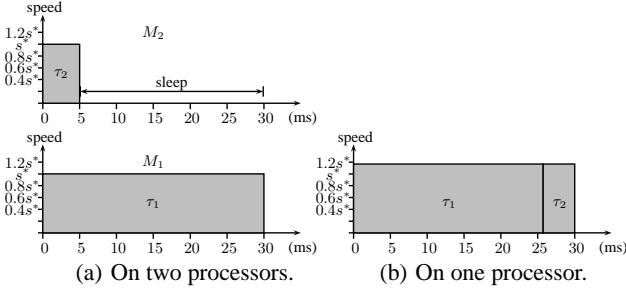 speed
1.2s*
s*
0.8s*
0.6s*
0.4s*
M₂
τ₂
sleep
0 5 10 15 20 25 30 (ms)
speed
1.2s*
s*
0.8s*
0.6s*
0.4s*
M₁
τ₁
0 5 10 15 20 25 30 (ms)
(a) On two processors.
speed
1.2s*
s*
0.8s*
0.6s*
0.4s*
τ₁ τ₂
0 5 10 15 20 25 30 (ms)
(b) On one processor.